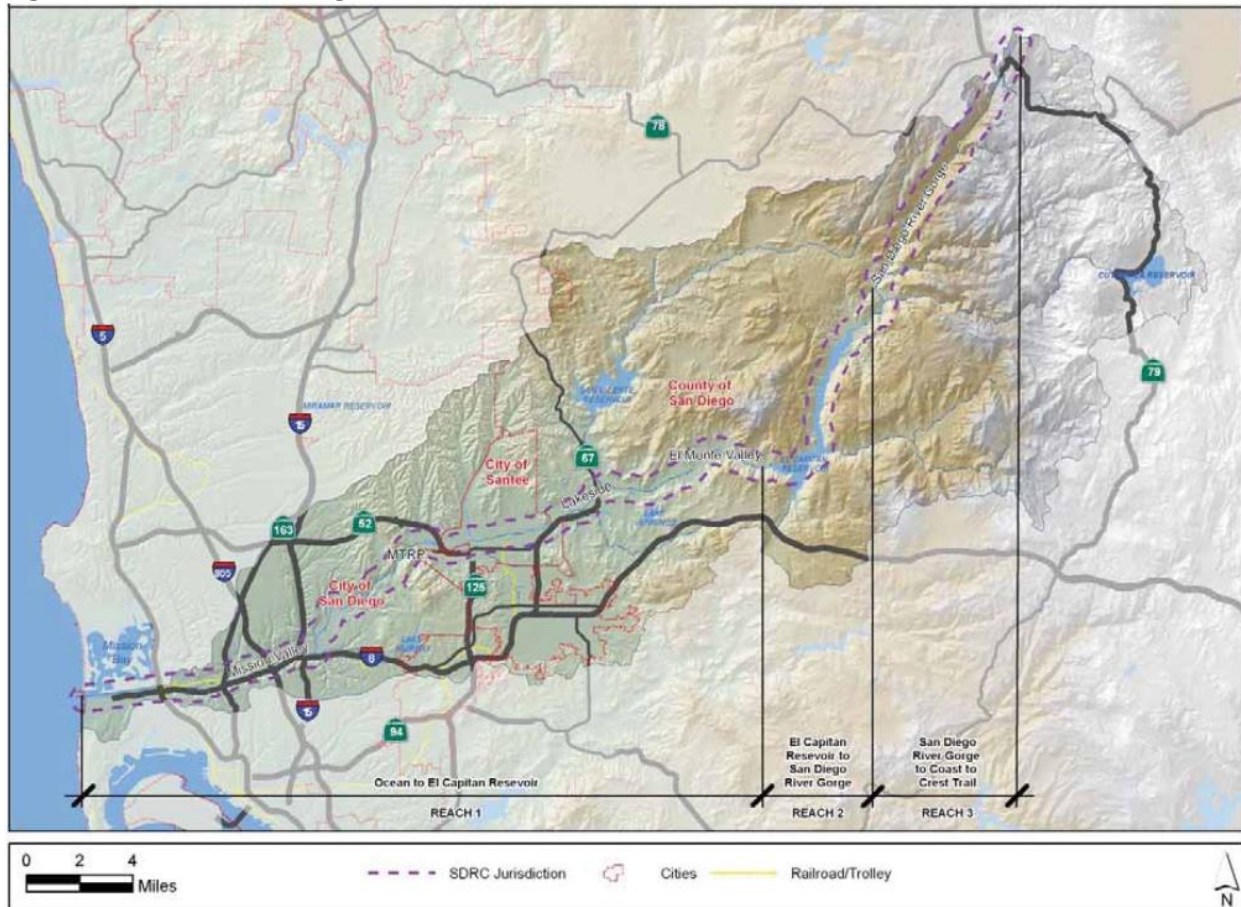 78
San Diego River Gorge
5
79
MIRAMAR RESERVOIR
15
County of
San Diego
67
El Monte Valley
City of
Santee
Lakeside
RESERVOIR
163
52
MTRP
805
125
City of
San Diego
Mission
Bay
Mission Valley
8
15
94
El Capitan
Resevoir to
San Diego
River Gorge
San Diego
River Gorge
to Coast to
Crest Trail
Ocean to El Capitan Resevoir
REACH 1
REACH 2
REACH 3
0 2 4
Miles
SDRC Jurisdiction
Cities
Railroad/Trolley
N